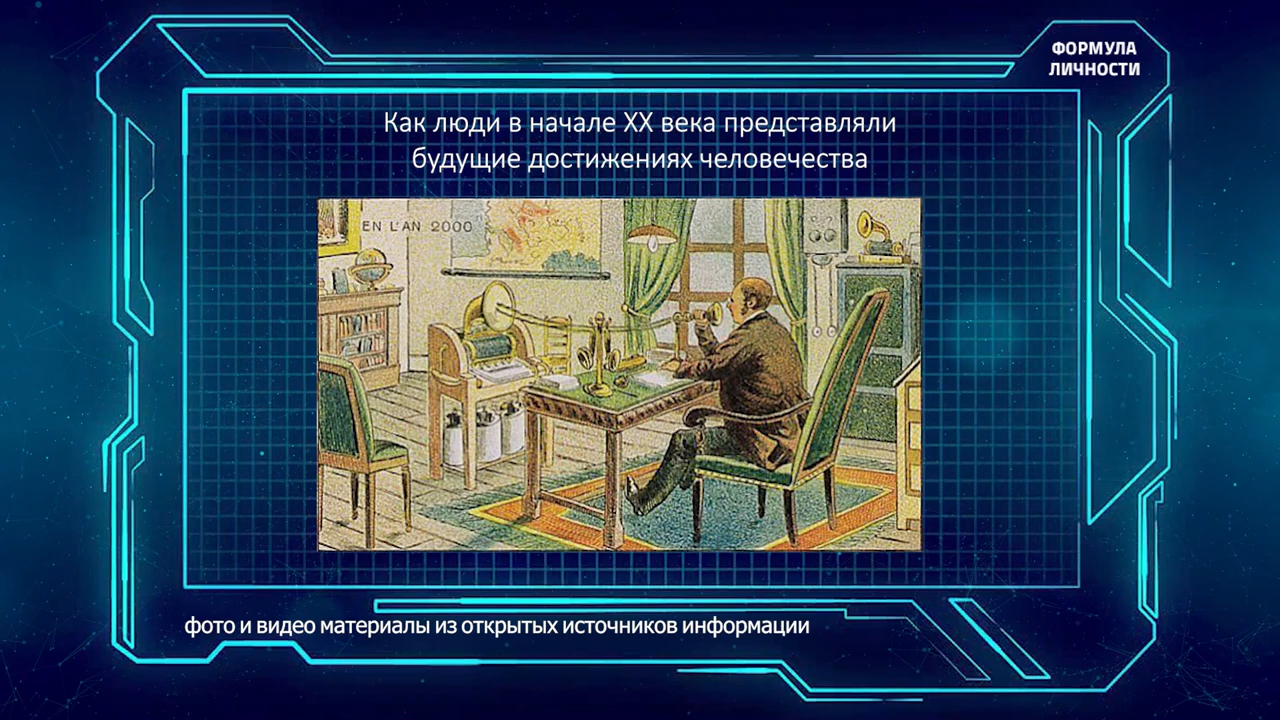 ФОРМУЛА
ЛИЧНОСТИ
Как люди в начале XX века представляли
будущие достижениях человечества
EN L'AN 2000
фото и видео материалы из открытых источников информации